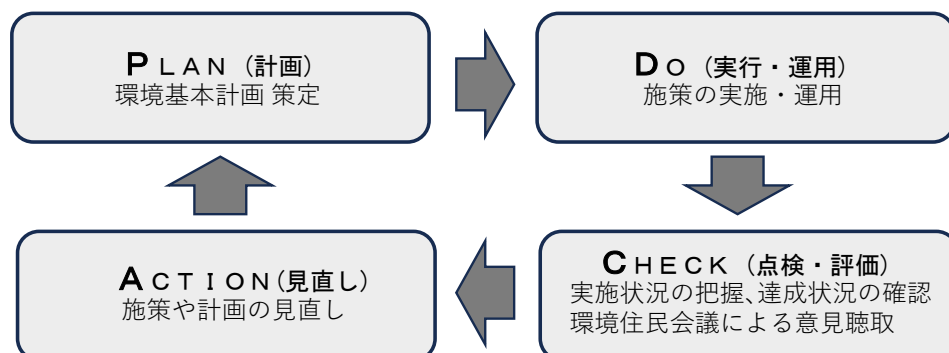 ＰＬＡＮ（計画）
環境基本計画 策定
ＤＯ（実行・運用）
施策の実施・運用
ＣＨＥＣＫ（点検・評価）
実施状況の把握、達成状況の確認
環境住民会議による意見聴取
ＡＣＴＩＯＮ（見直し）
施策や計画の見直し